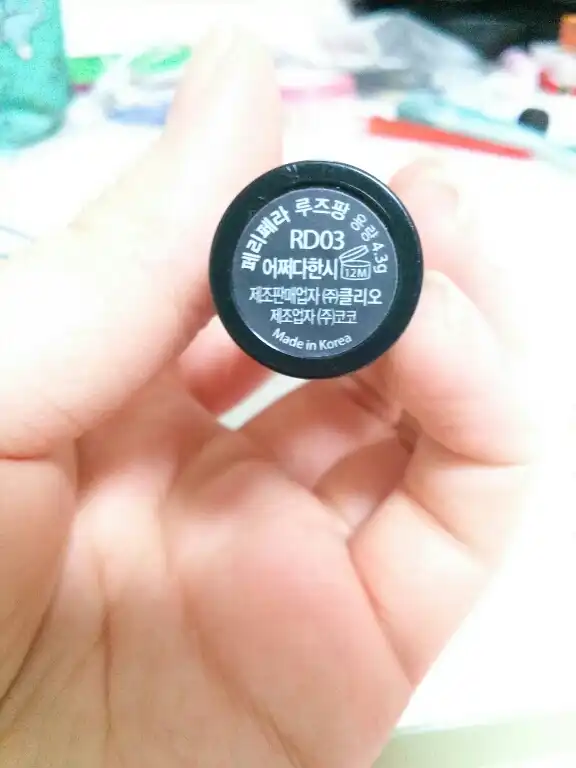 페리페라 루즈팡 용량 4.3g
RD03
어쩌다한시
12M
제조판매업자 (주)클리오
제조업자 (주)코코
Made in Korea